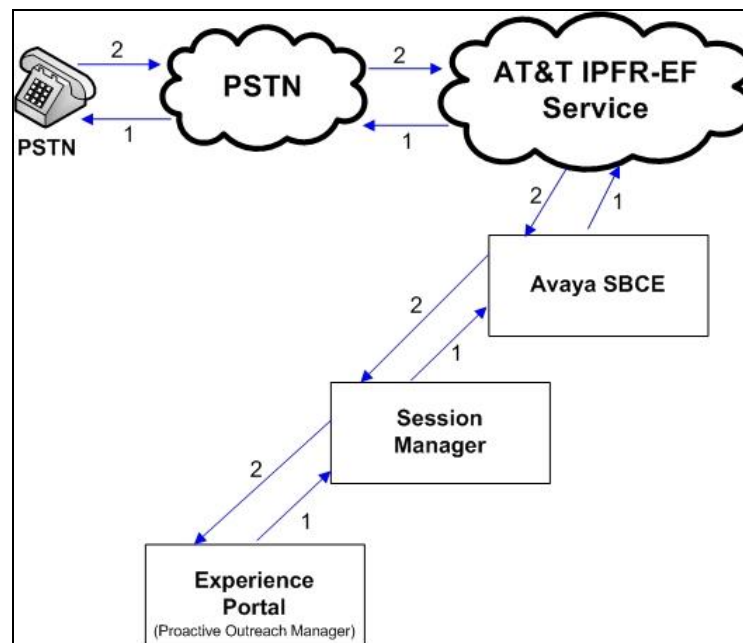 2
PSTN
2
AT&T IPFR-EF
Service
1
1
PSTN
2
1
Avaya SBCE
2
1
Session
Manager
2
1
Experience
Portal
(Proactive Outreach Manager)